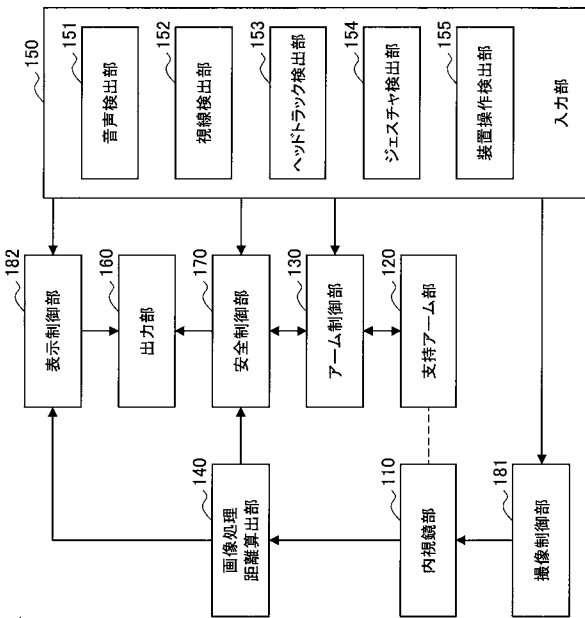 150
151
音声検出部
152
視線検出部
153
ヘッドトラック検出部
154
ジェスチャ検出部
155
装置操作検出部
入力部
182
表示制御部
160
出力部
170
安全制御部
130
アーム制御部
120
支持アーム部
140
画像処理
距離算出部
110
内視鏡部
181
撮像制御部